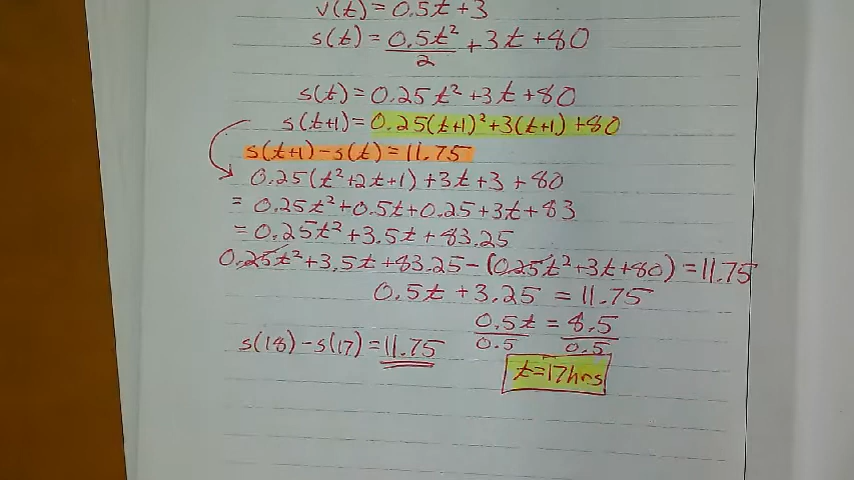 v(t) = 0.5t + 3
s(t) = 0.5t² / 2 + 3t + 80
s(t) = 0.25t² + 3t + 80
s(t+1) = 0.25(t+1)² + 3(t+1) + 80
s(t+1) - s(t) = 11.75
0.25(t² + 2t + 1) + 3t + 3 + 80
= 0.25t² + 0.5t + 0.25 + 3t + 83
= 0.25t² + 3.5t + 83.25
0.25t² + 3.5t + 83.25 - (0.25t² + 3t + 80) = 11.75
0.5t + 3.25 = 11.75
0.5t = 8.5
0.5 0.5
s(18) - s(17) = 11.75
t = 17 hrs